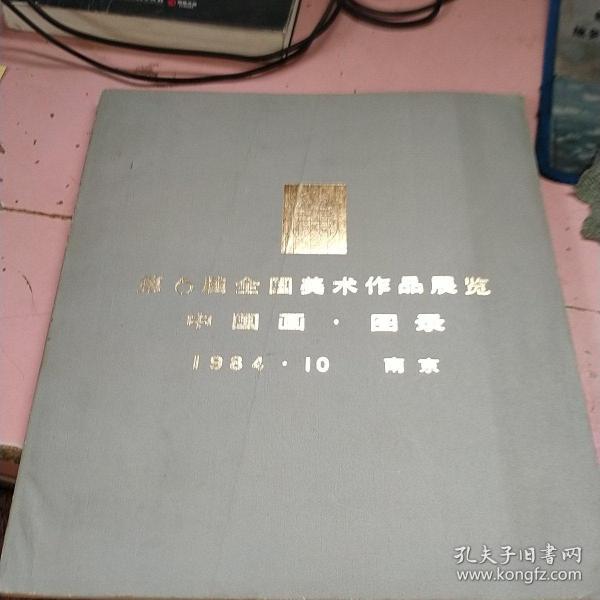 第六届全国美术作品展览
中国画·图录
1984·10 南京
孔夫子旧书网
www.kongfz.com